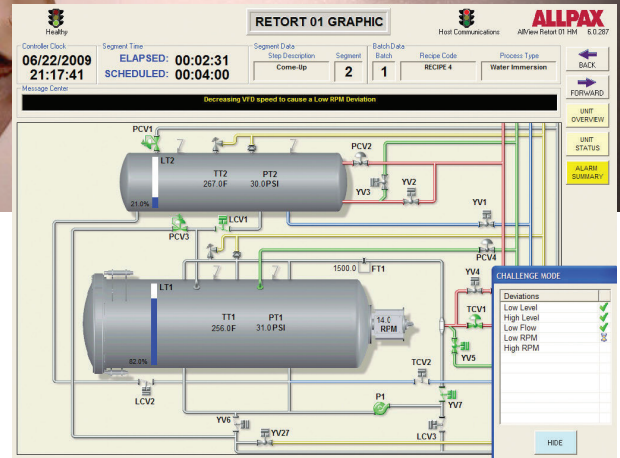 RETORT 01 GRAPHIC
ALLPAX
Healthy
Host Communications
AllView Retort 01 HM 6.0.287
Controller Clock
06/22/2009
21:17:41
Segment Time
ELAPSED: 00:02:31
SCHEDULED: 00:04:00
Segment Data
Step Description
Segment
Come-Up
2
Batch Data
Batch
Recipe Code
Process Type
1
RECIPE 4
Water Immersion
BACK
Message Center
Decreasing VFD speed to cause a Low RPM Deviation
FORWARD
UNIT
OVERVIEW
UNIT
STATUS
ALARM
SUMMARY
PCV1
LT2
TT2
267.0F
PT2
30.0PSI
21.0%
PCV2
YV3
YV2
YV1
PCV3
LCV1
PCV4
1500.0
FT1
LT1
TT1
256.0F
PT1
31.0PSI
82.0%
14.0
RPM
YV4
TCV1
YV5
TCV2
LCV2
P1
YV7
YV6
YV27
LCV3
CHALLENGE MODE
Deviations
Low Level
High Level
Low Flow
Low RPM
High RPM
HIDE